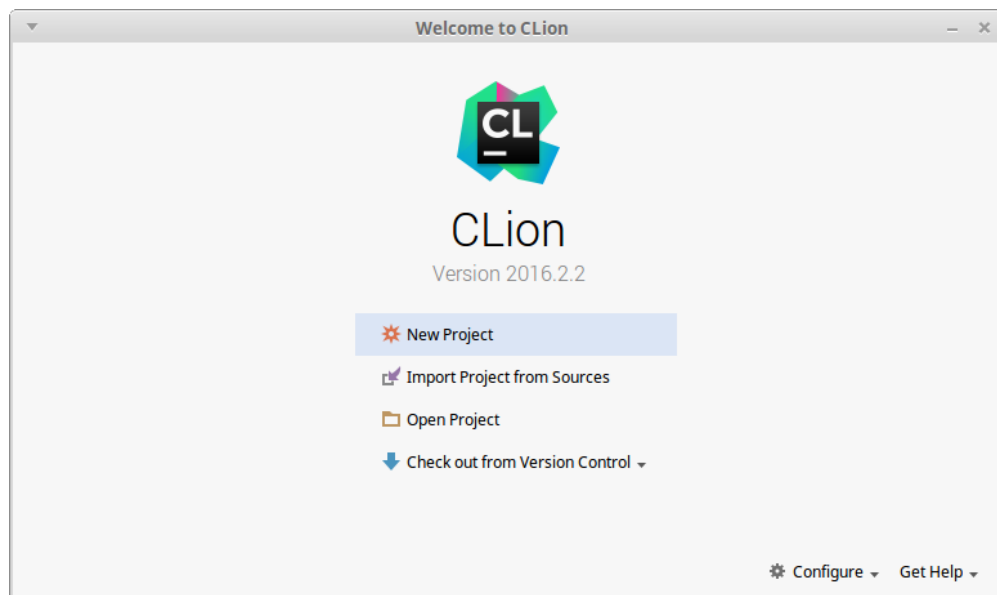 Welcome to CLion
CL
CLion
Version 2016.2.2
New Project
Import Project from Sources
Open Project
Check out from Version Control
Configure Get Help